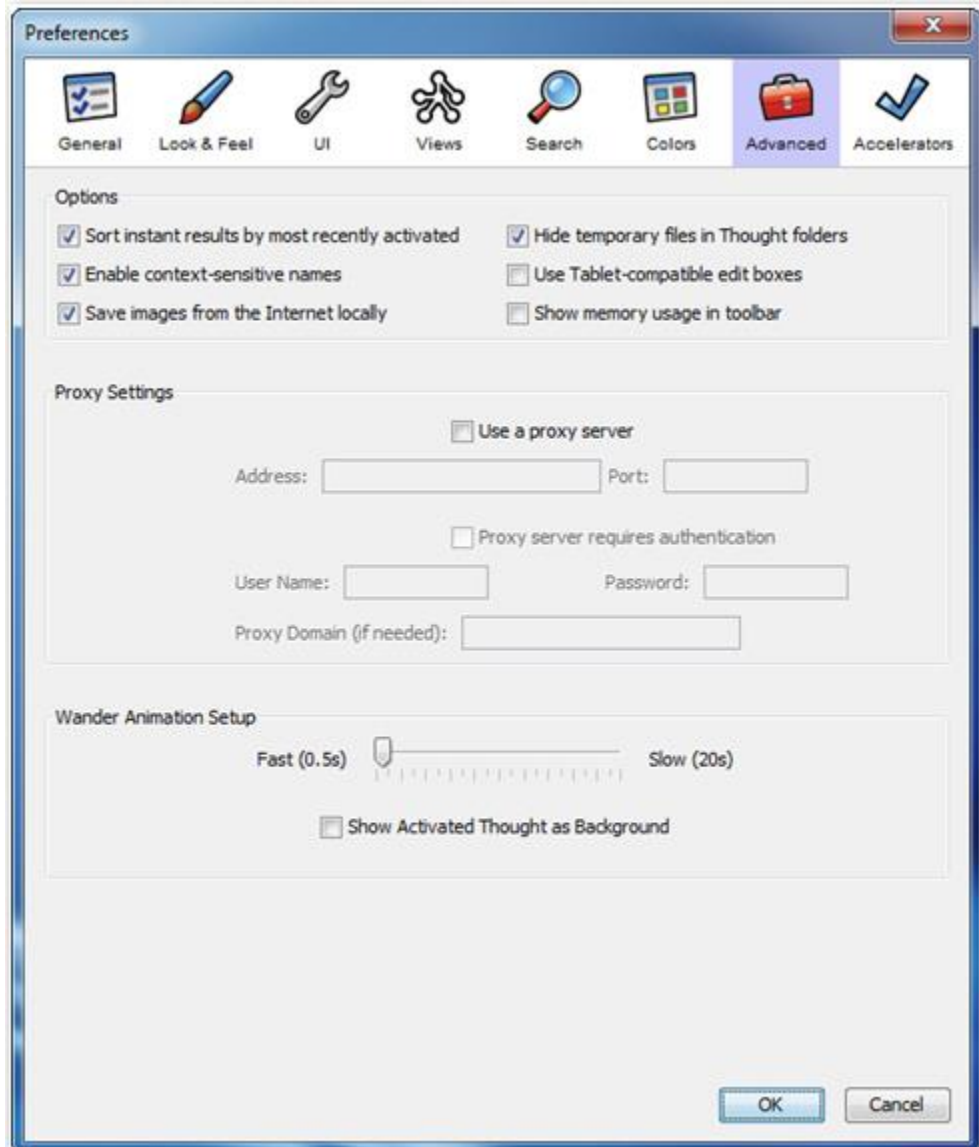 Preferences
General Look & Feel UI Views Search Colors Advanced Accelerators
Options
Sort instant results by most recently activated Hide temporary files in Thought folders
Enable context-sensitive names Use Tablet-compatible edit boxes
Save images from the Internet locally Show memory usage in toolbar
Proxy Settings
Use a proxy server
Address: Port:
Proxy server requires authentication
User Name: Password:
Proxy Domain (if needed):
Wander Animation Setup
Fast (0.5s) Slow (20s)
Show Activated Thought as Background
OK Cancel